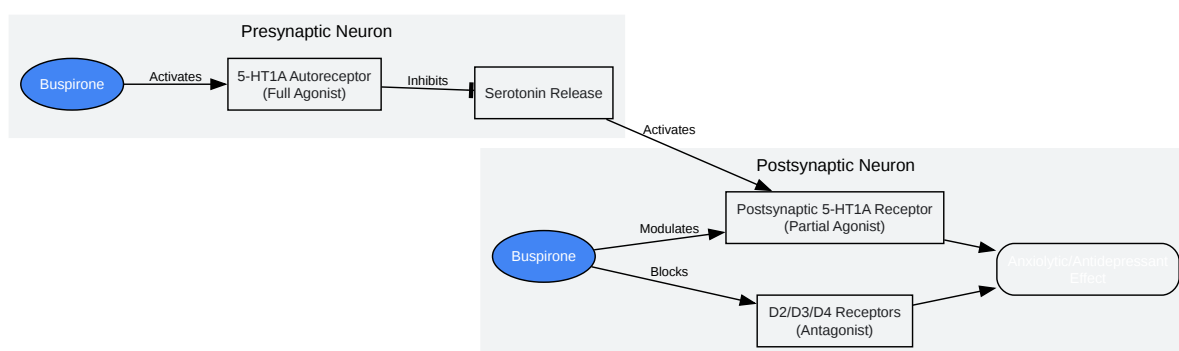 Presynaptic Neuron
Buspirone
Activates
5-HT1A Autoreceptor
(Full Agonist)
Inhibits
Serotonin Release
Activates
Postsynaptic Neuron
Buspirone
Modulates
Postsynaptic 5-HT1A Receptor
(Partial Agonist)
Blocks
D2/D3/D4 Receptors
(Antagonist)
Anxiolytic/Antidepressant
Effect